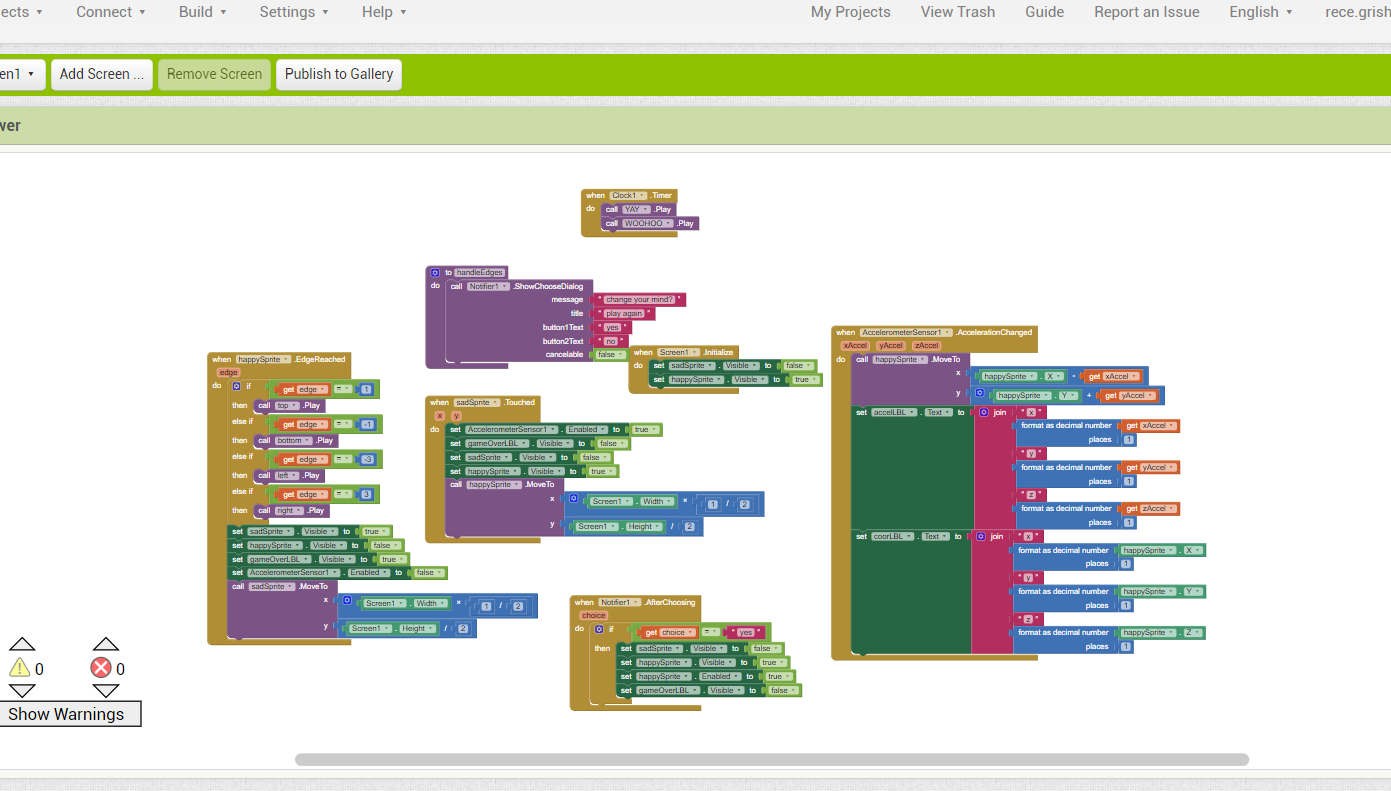 ects Connect Build Settings Help My Projects View Trash Guide Report an Issue English rece.grish
en1 Add Screen ... Remove Screen Publish to Gallery
wer
when Clock1 .Timer
do call YAY .Play
call WOOHOO .Play
to handleEdges
do call Notifier1 .ShowChooseDialog
message " change your mind? "
title " play again "
button1Text " yes "
button2Text " no "
cancelable false
when Screen1 .Initialize
do set sadSprite . Visible to false
set happySprite . Visible to true
when happySprite .EdgeReached
edge
do if get edge = 1
then call top .Play
else if get edge = -1
then call bottom .Play
else if get edge = -3
then call left .Play
else if get edge = 3
then call right .Play
set sadSprite . Visible to true
set happySprite . Visible to false
set gameOverLBL . Visible to true
set AccelerometerSensor1 . Enabled to false
call sadSprite .MoveTo
x Screen1 . Width × 1 / 2
y Screen1 . Height / 2
when sadSprite .Touched
x y
do set AccelerometerSensor1 . Enabled to true
set gameOverLBL . Visible to false
set sadSprite . Visible to false
set happySprite . Visible to true
call happySprite .MoveTo
x Screen1 . Width × 1 / 2
y Screen1 . Height / 2
when Notifier1 .AfterChoosing
choice
do if get choice = " yes "
then set sadSprite . Visible to false
set happySprite . Visible to true
set happySprite . Enabled to true
set gameOverLBL . Visible to false
when AccelerometerSensor1 .AccelerationChanged
xAccel yAccel zAccel
do call happySprite .MoveTo
x happySprite . X - get xAccel
y happySprite . Y + get yAccel
set accelLBL . Text to join " x "
format as decimal number get xAccel
places 1
" y "
format as decimal number get yAccel
places 1
" z "
format as decimal number get zAccel
places 1
set coorLBL . Text to join " x "
format as decimal number happySprite . X
places 1
" y "
format as decimal number happySprite . Y
places 1
" z "
format as decimal number happySprite . Z
places 1
0 0
Show Warnings